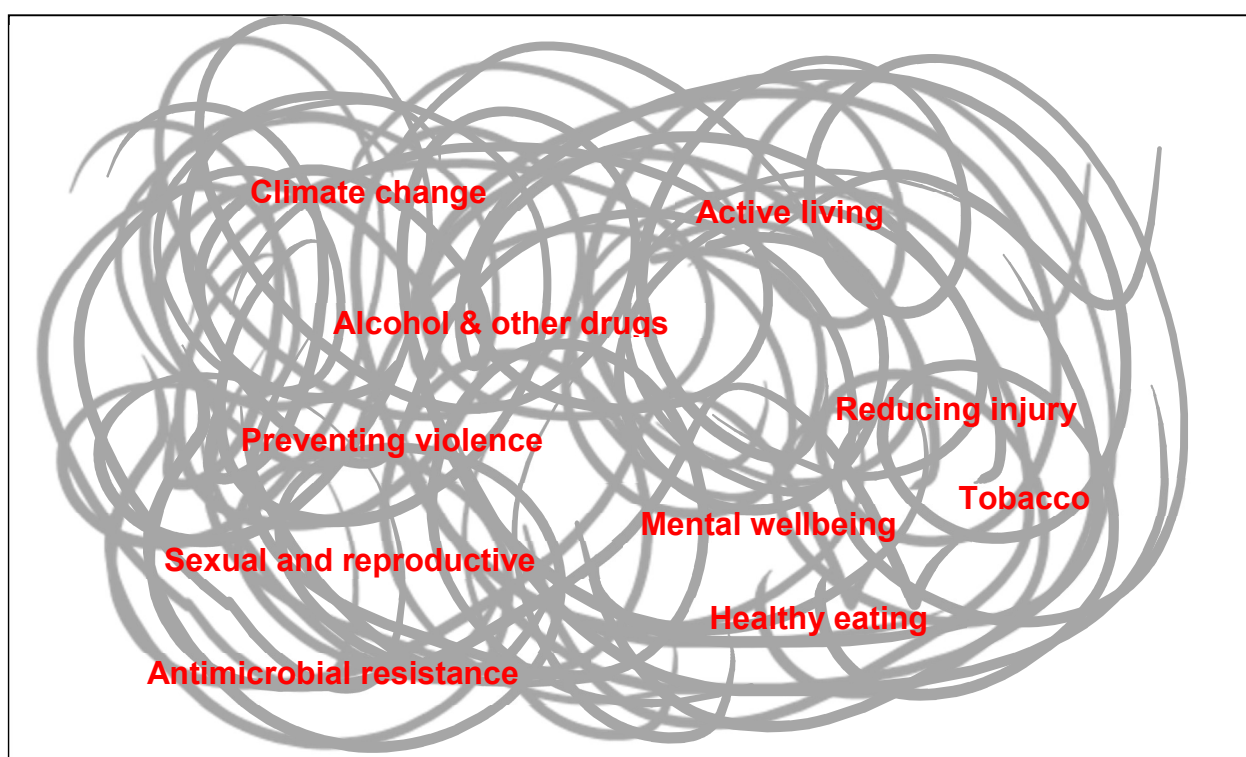 Climate change
Active living
Alcohol & other drugs
Reducing injury
Preventing violence
Tobacco
Mental wellbeing
Sexual and reproductive
Healthy eating
Antimicrobial resistance